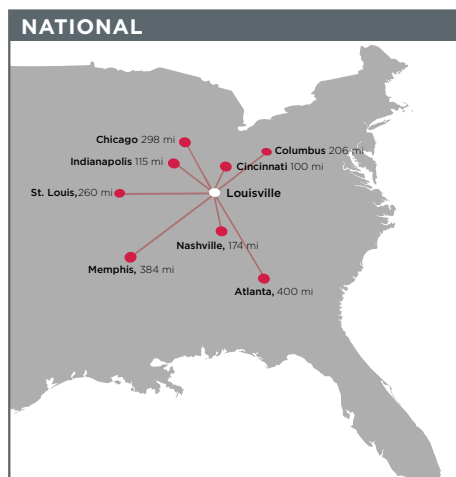 NATIONAL
Chicago 298 mi
Columbus 206 mi
Indianapolis 115 mi
Cincinnati 100 mi
St. Louis, 260 mi
Louisville
Nashville, 174 mi
Memphis, 384 mi
Atlanta, 400 mi